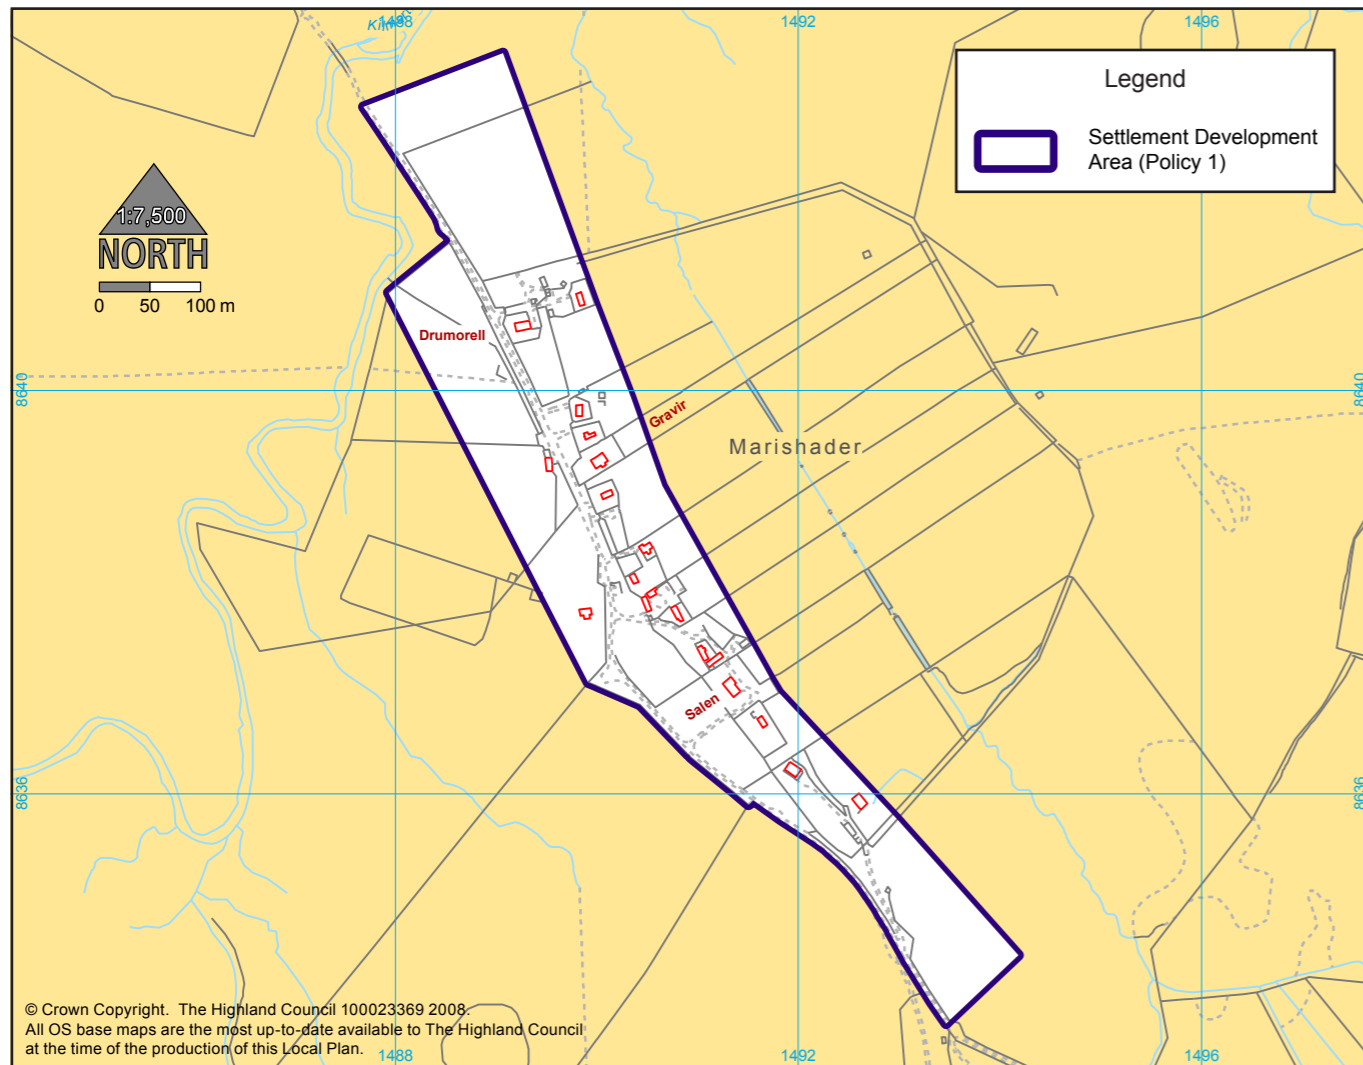 1488
1492
1496
Legend
Settlement Development
Area (Policy 1)
1:7,500
NORTH
0 50 100 m
Drumorell
8640
8640
Gravir
Marishader
Salen
8636
8636
© Crown Copyright. The Highland Council 100023369 2008.
All OS base maps are the most up-to-date available to The Highland Council
at the time of the production of this Local Plan.
1488
1492
1496